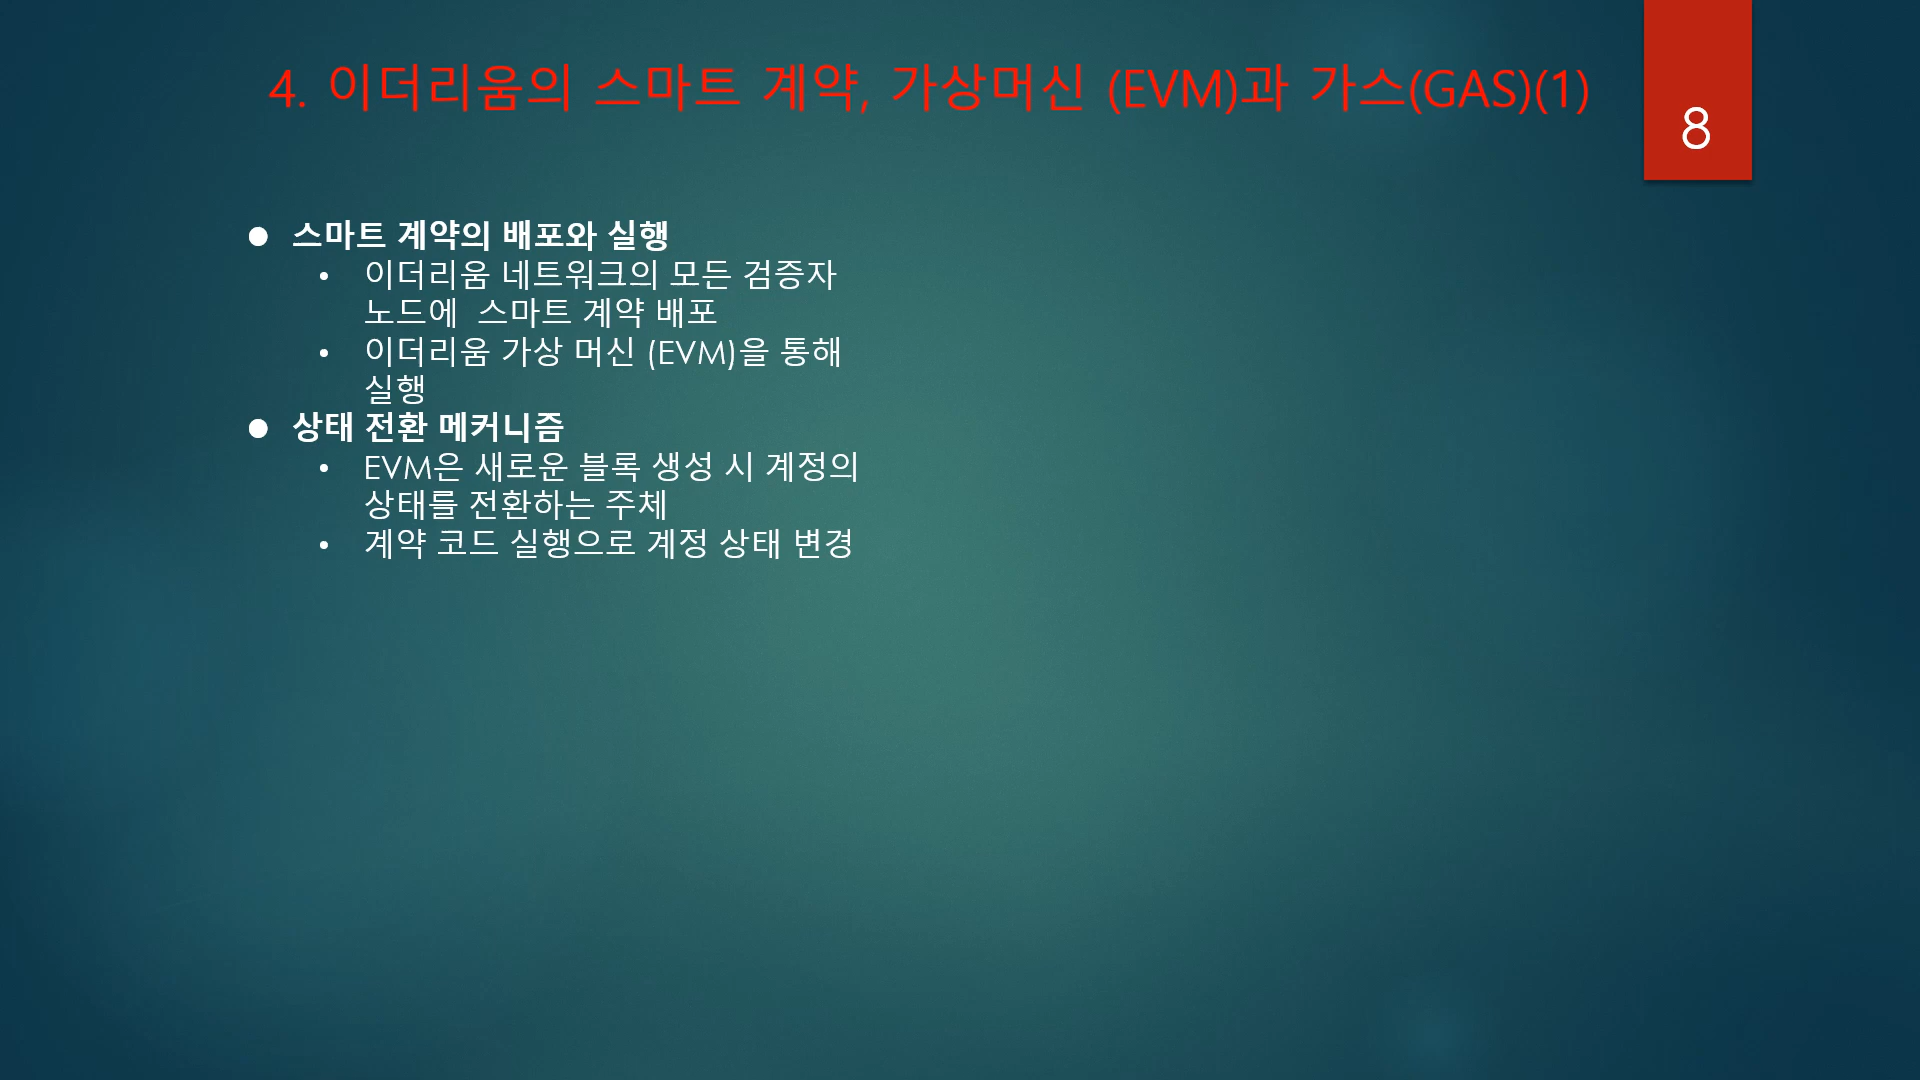 4. 이더리움의 스마트 계약, 가상머신 (EVM)과 가스(GAS)(1)
8
● 스마트 계약의 배포와 실행
• 이더리움 네트워크의 모든 검증자
노드에 스마트 계약 배포
• 이더리움 가상 머신 (EVM)을 통해
실행
● 상태 전환 메커니즘
• EVM은 새로운 블록 생성 시 계정의
상태를 전환하는 주체
• 계약 코드 실행으로 계정 상태 변경